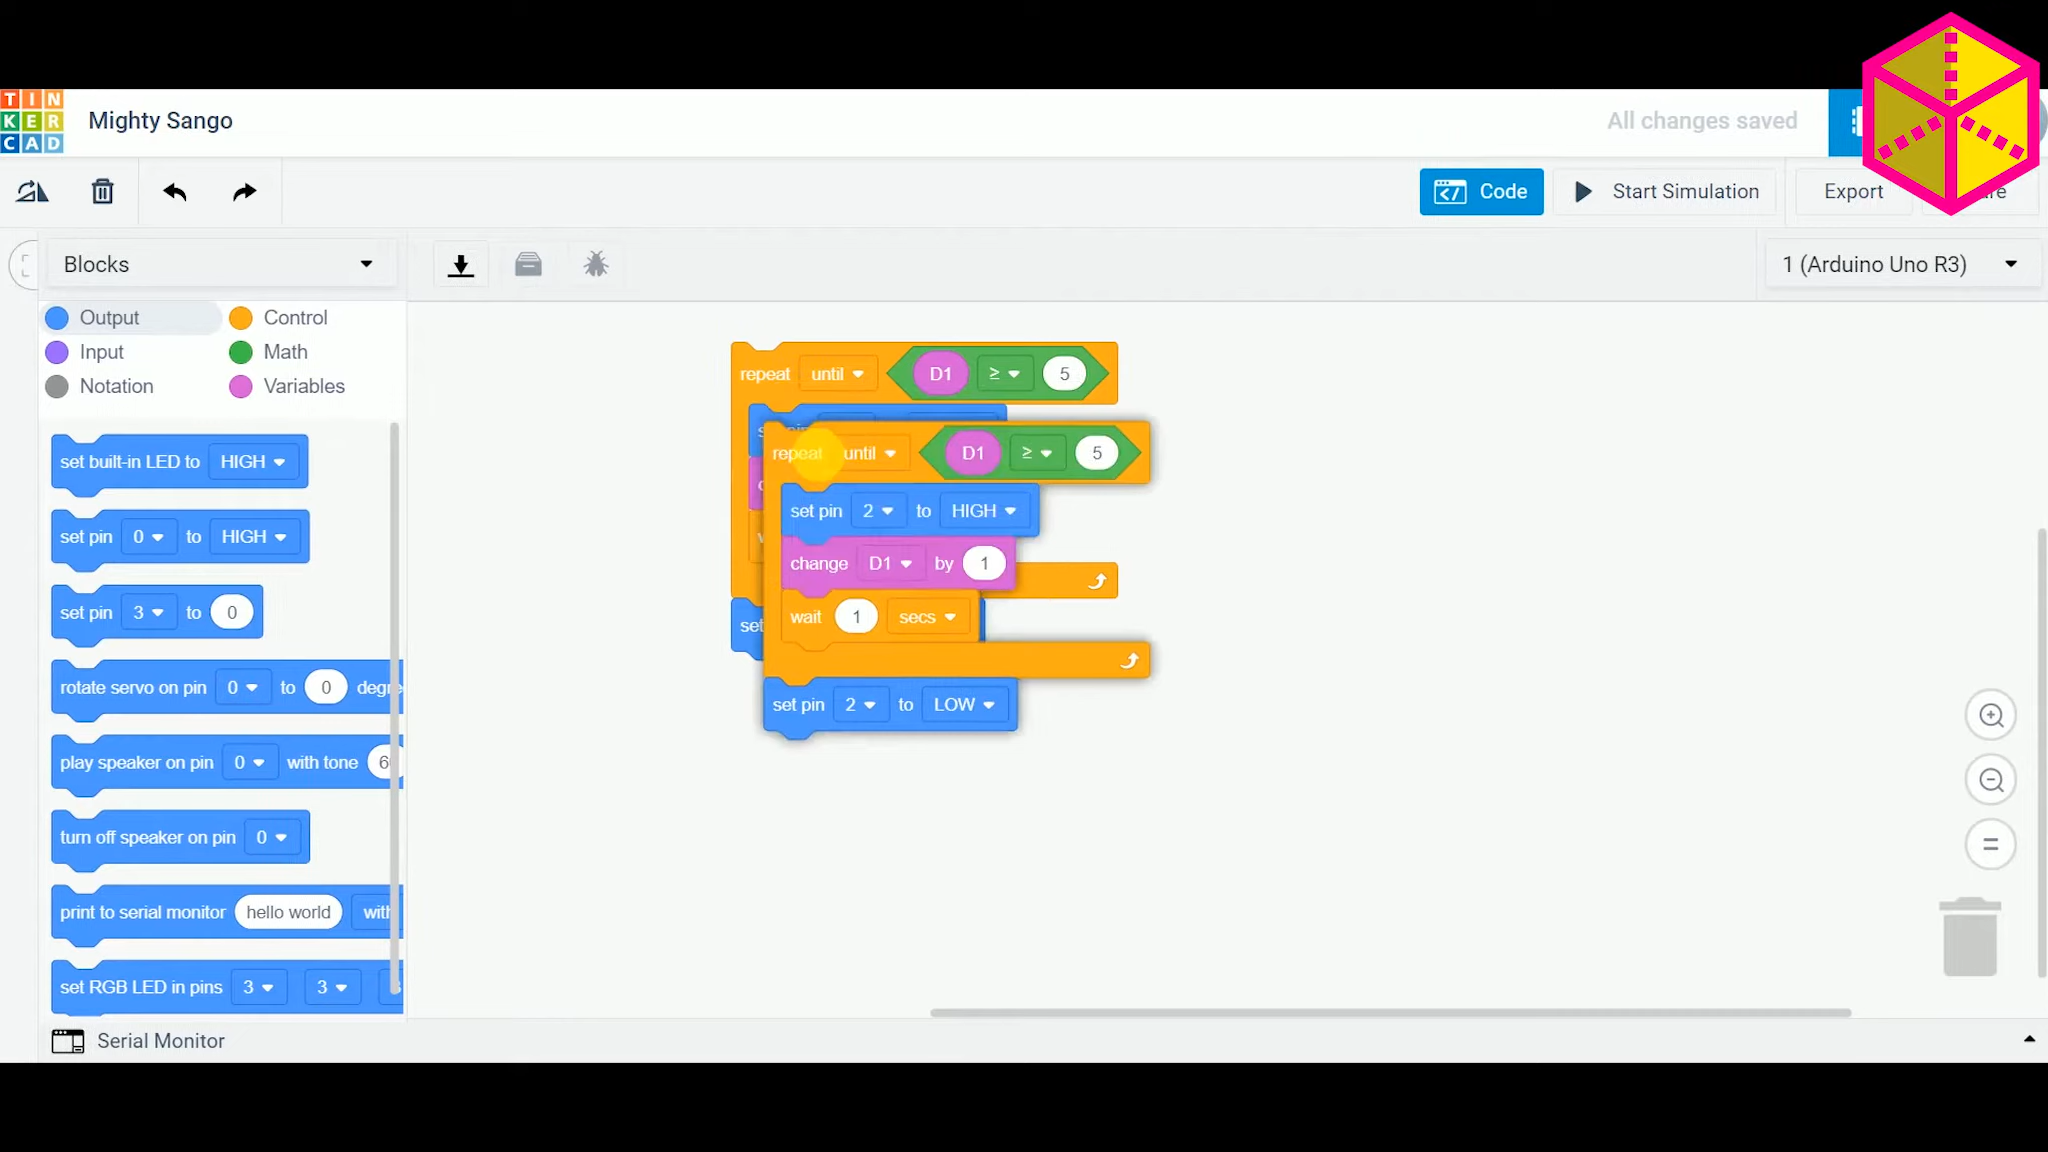 TIN
KER
CAD
Mighty Sango
All changes saved
Code
Start Simulation
Export
Blocks
1 (Arduino Uno R3)
Output
Control
Input
Math
Notation
Variables
set built-in LED to HIGH
set pin 0 to HIGH
set pin 3 to 0
rotate servo on pin 0 to 0 degre
play speaker on pin 0 with tone 6
turn off speaker on pin 0
print to serial monitor hello world with
set RGB LED in pins 3 3
repeat until D1 ≥ 5
repeat until D1 ≥ 5
set pin 2 to HIGH
change D1 by 1
wait 1 secs
set
set pin 2 to LOW
Serial Monitor